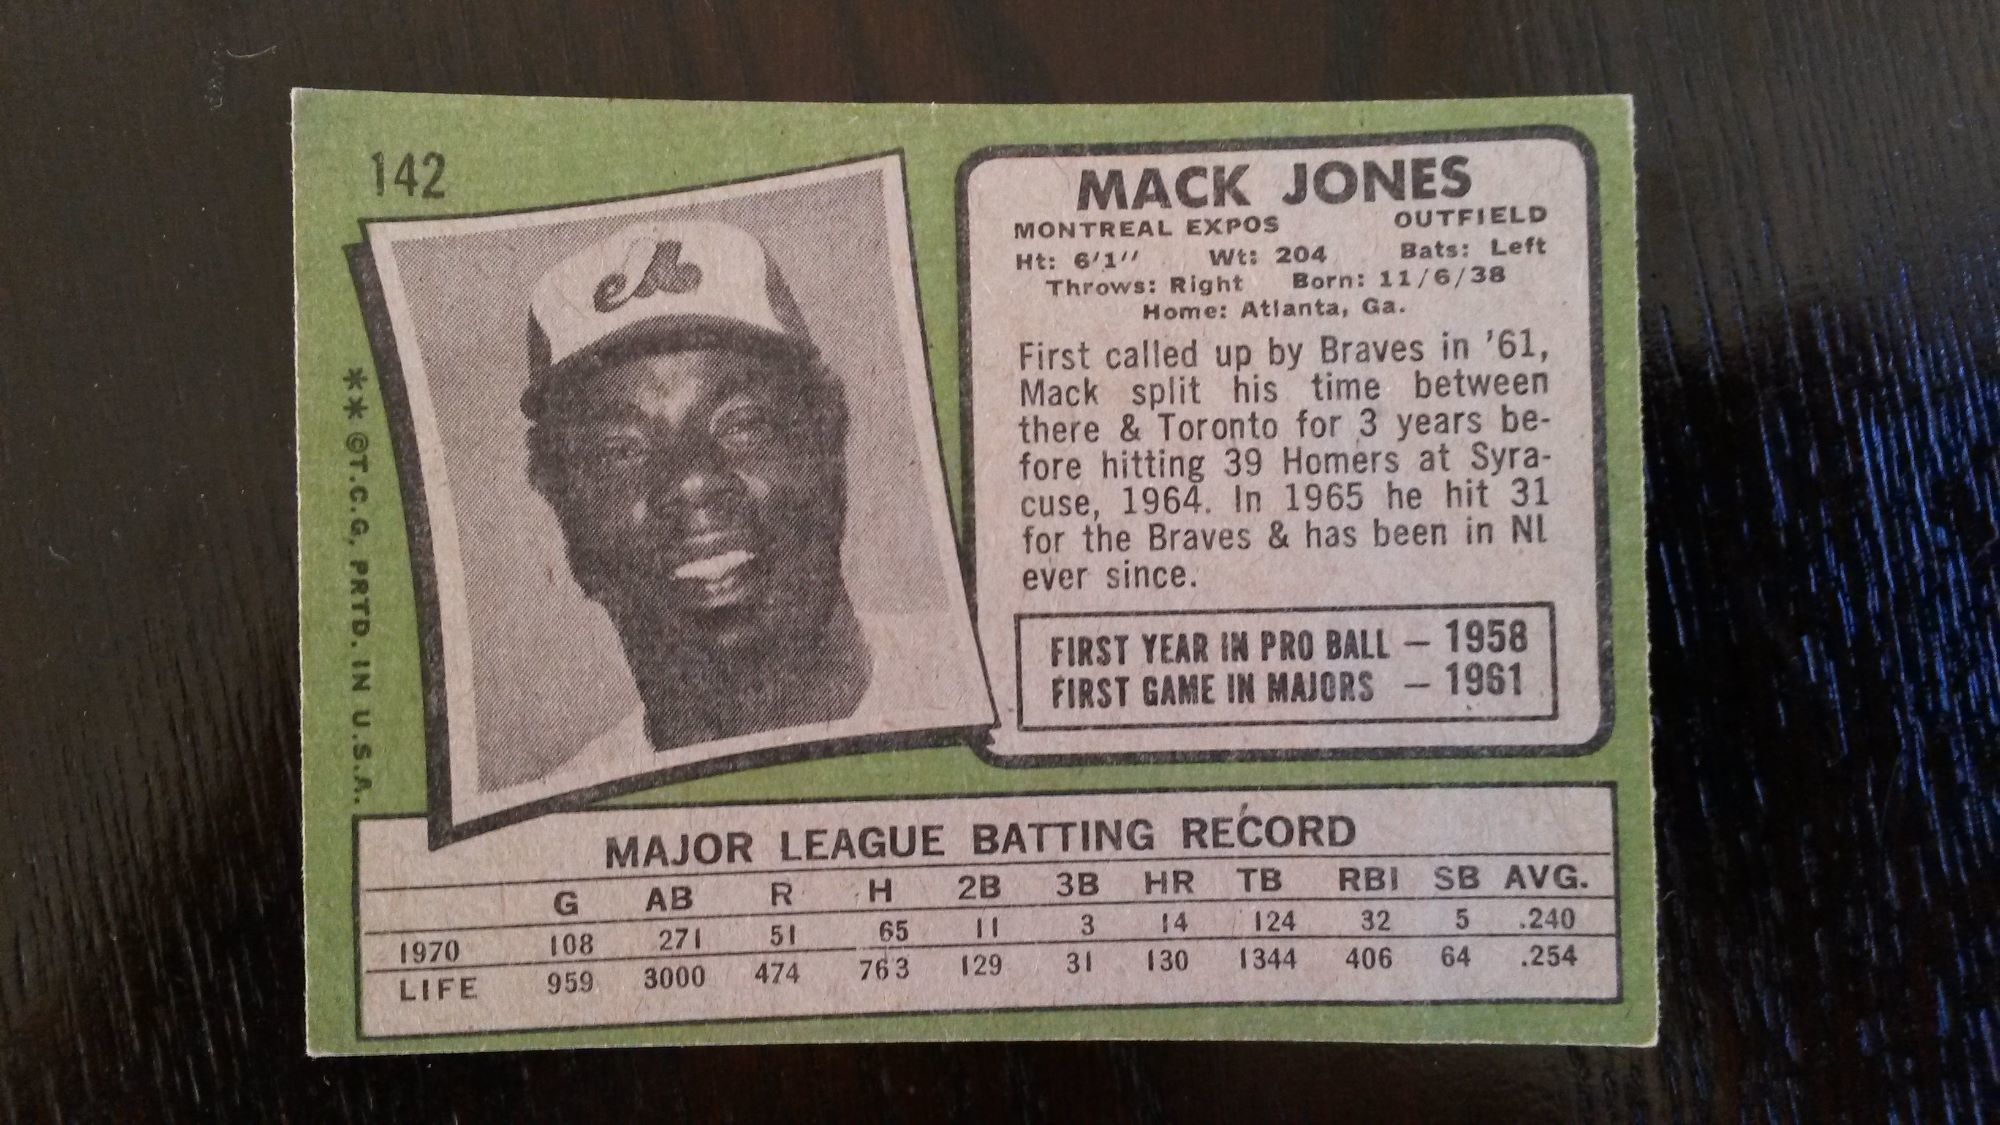 142
MACK JONES
MONTREAL EXPOS OUTFIELD
Ht: 6'1" Wt: 204 Bats: Left
Throws: Right Born: 11/6/38
Home: Atlanta, Ga.
First called up by Braves in '61,
Mack split his time between
there & Toronto for 3 years be-
fore hitting 39 Homers at Syra-
cuse, 1964. In 1965 he hit 31
for the Braves & has been in NL
ever since.
FIRST YEAR IN PRO BALL — 1958
FIRST GAME IN MAJORS — 1961
**©T.C.G. PRTD. IN U.S.A.
MAJOR LEAGUE BATTING RECORD
G AB R H 2B 3B HR TB RBI SB AVG.
1970 108 271 51 65 11 3 14 124 32 5 .240
LIFE 959 3000 474 763 129 31 130 1344 406 64 .254